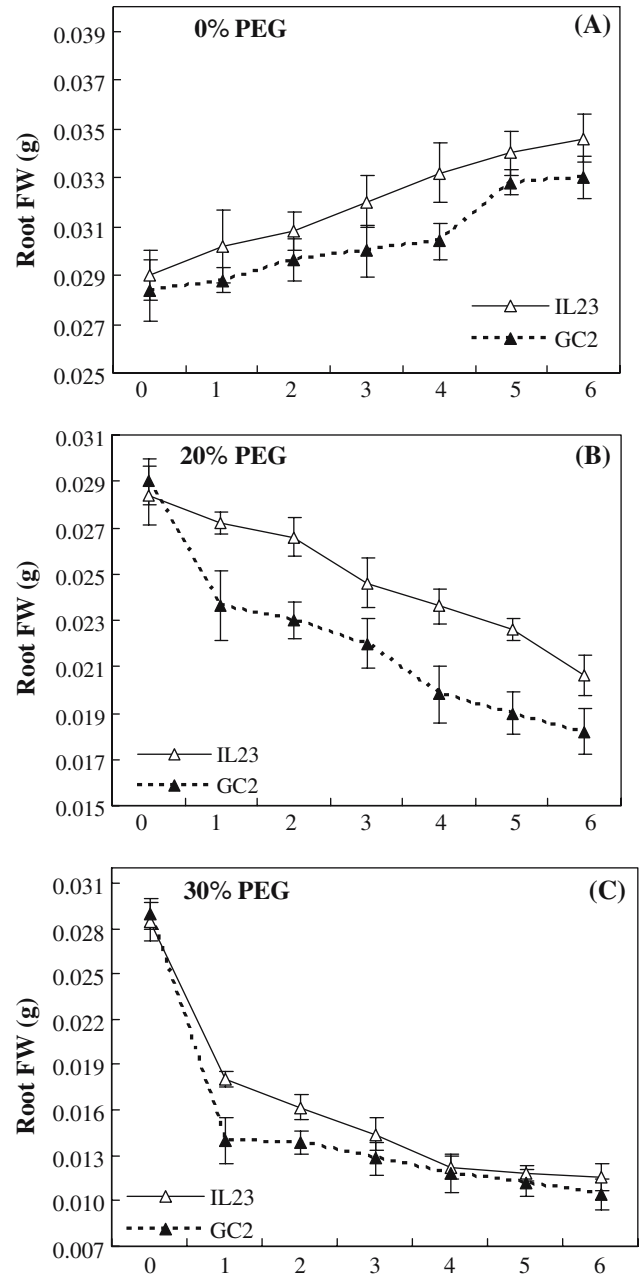 0% PEG
(A)
Root FW (g)
0.039
0.037
0.035
0.033
0.031
0.029
0.027
0.025
IL23
GC2
0 1 2 3 4 5 6
20% PEG
(B)
Root FW (g)
0.031
0.029
0.027
0.025
0.023
0.021
0.019
0.017
0.015
IL23
GC2
0 1 2 3 4 5 6
30% PEG
(C)
Root FW (g)
0.031
0.028
0.025
0.022
0.019
0.016
0.013
0.010
0.007
IL23
GC2
0 1 2 3 4 5 6